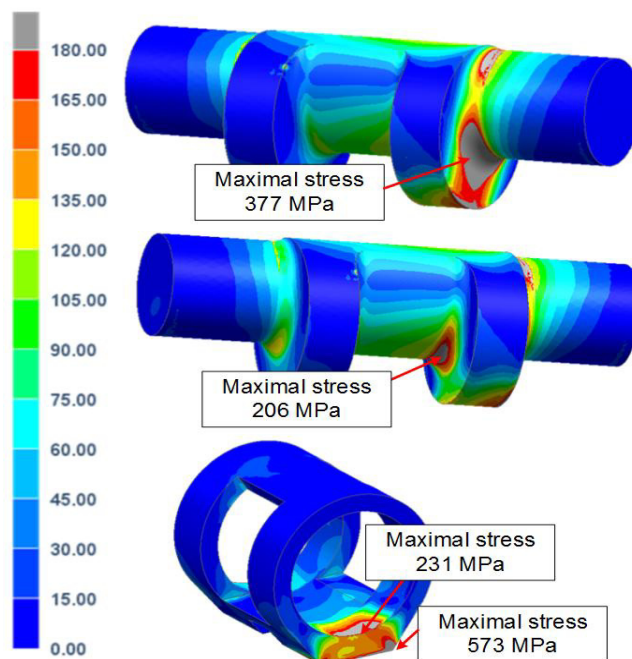 180.00
165.00
150.00
135.00
120.00
105.00
90.00
75.00
60.00
45.00
30.00
15.00
0.00
Maximal stress
377 MPa
Maximal stress
206 MPa
Maximal stress
231 MPa
Maximal stress
573 MPa